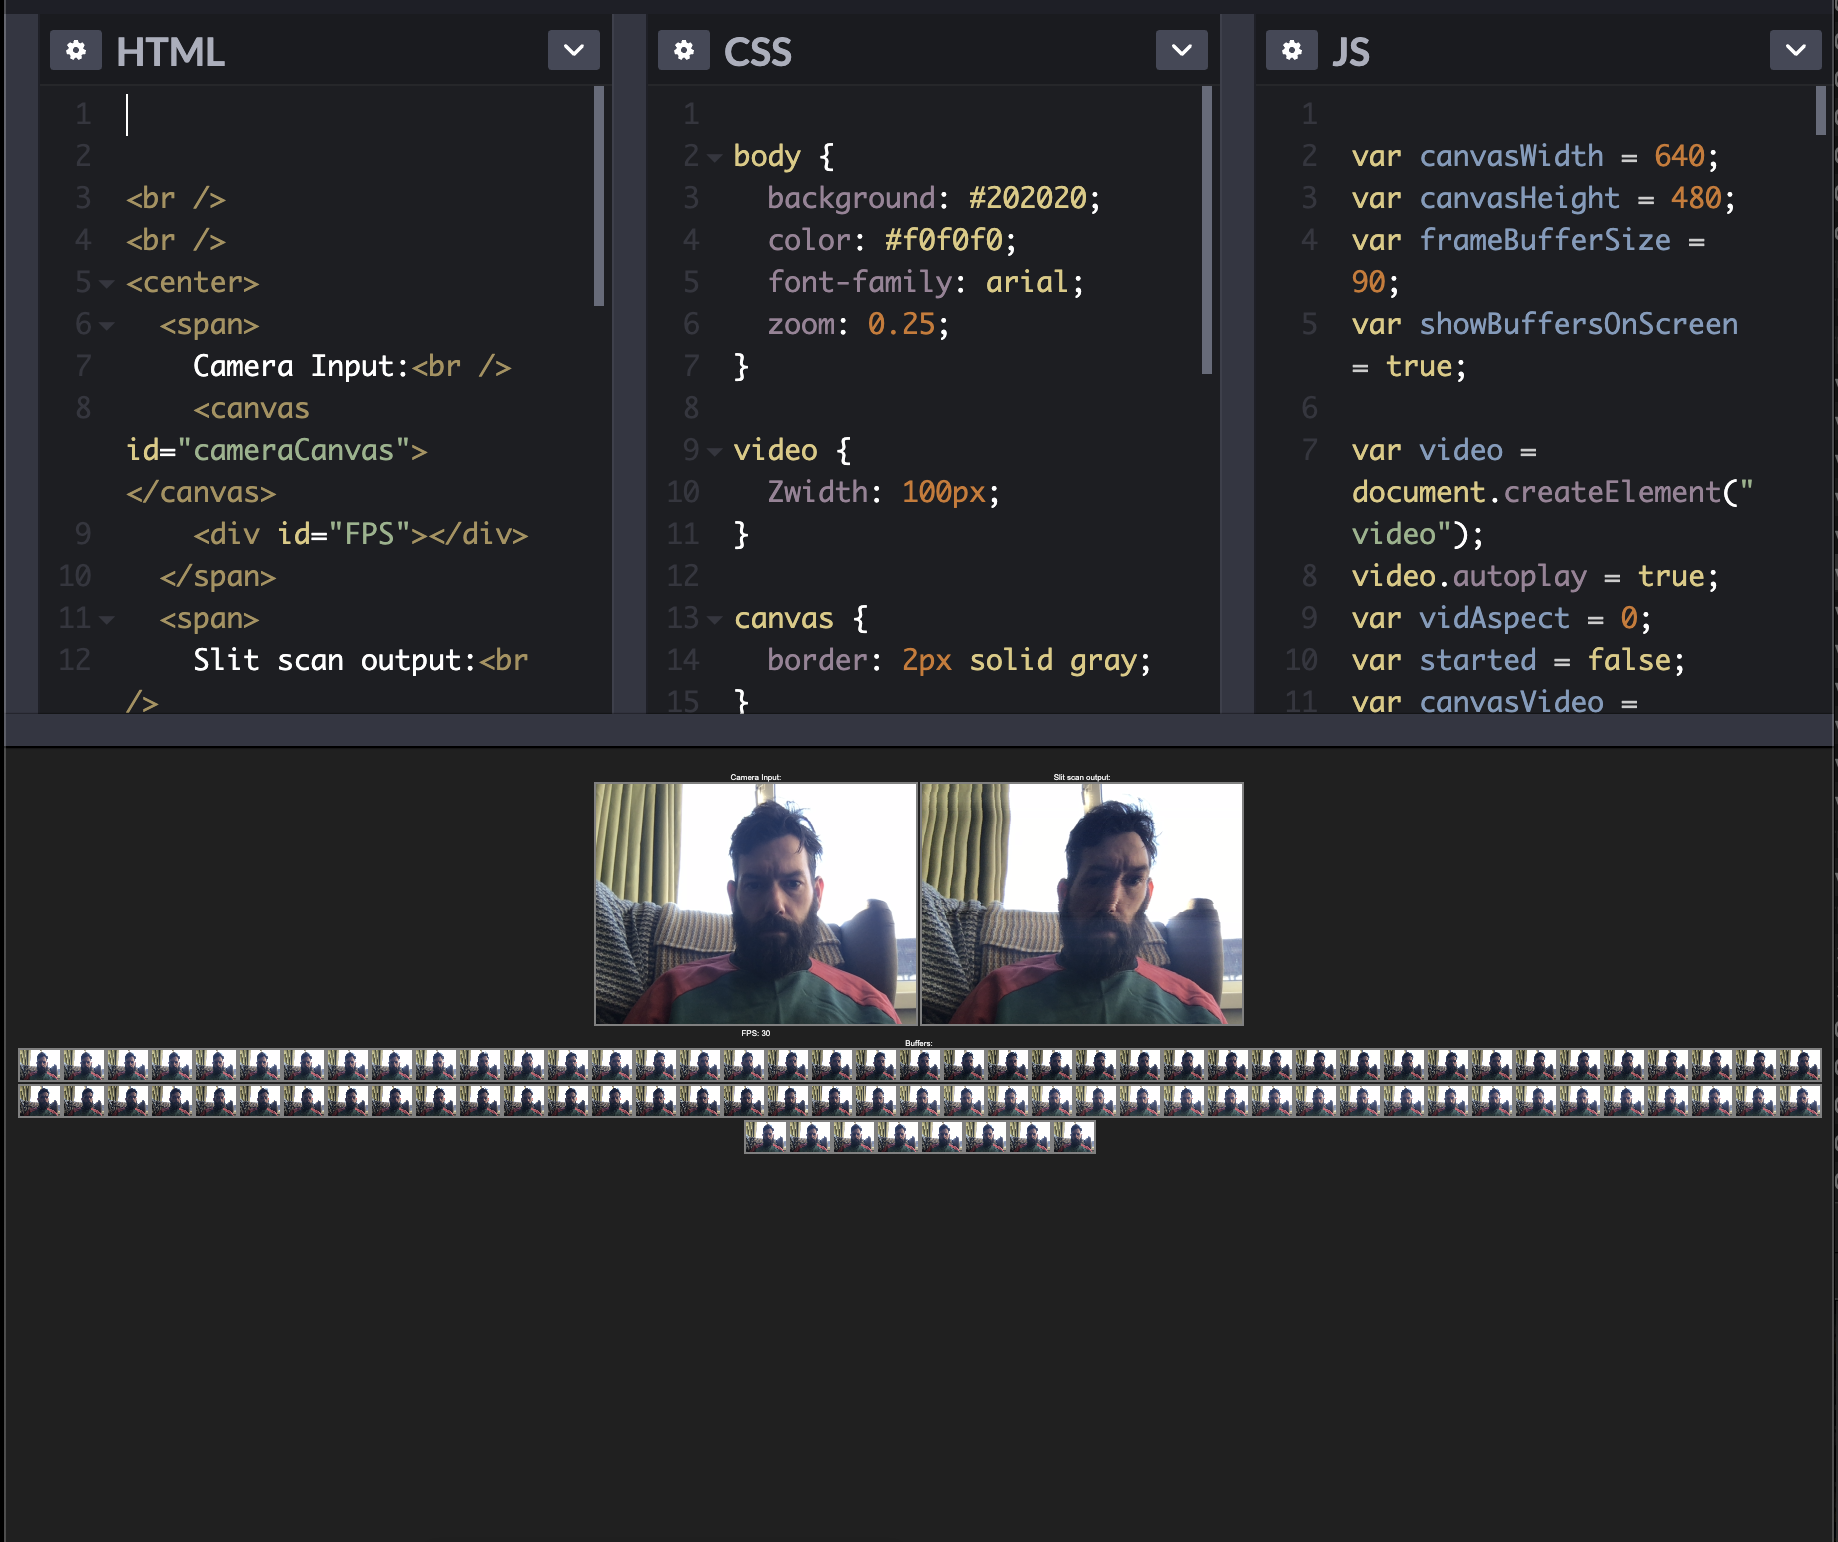 HTML
1
2
3 <br />
4 <br />
5 <center>
6 <span>
7 Camera Input:<br />
8 <canvas
id="cameraCanvas">
</canvas>
9 <div id="FPS"></div>
10 </span>
11 <span>
12 Slit scan output:<br
/>
CSS
1
2 body {
3 background: #202020;
4 color: #f0f0f0;
5 font-family: arial;
6 zoom: 0.25;
7 }
8
9 video {
10 Zwidth: 100px;
11 }
12
13 canvas {
14 border: 2px solid gray;
15 }
JS
1
2 var canvasWidth = 640;
3 var canvasHeight = 480;
4 var frameBufferSize =
90;
5 var showBuffersOnScreen
= true;
6
7 var video =
document.createElement("
video");
8 video.autoplay = true;
9 var vidAspect = 0;
10 var started = false;
11 var canvasVideo =
Camera Input:
Slit scan output:
FPS: 30
Buffers: